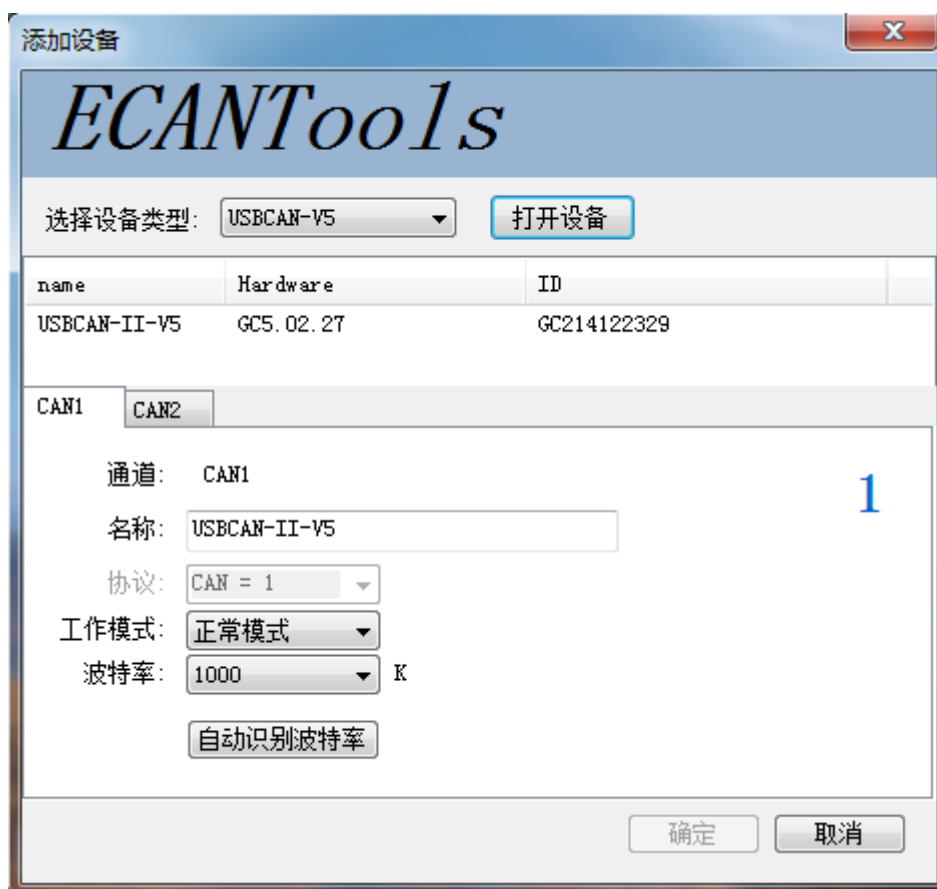 添加设备
ECANTools
选择设备类型: USBCAN-V5 打开设备
name Hardware ID
USBCAN-II-V5 GC5.02.27 GC214122329
CAN1 CAN2
通道: CAN1
1
名称: USBCAN-II-V5
协议: CAN = 1
工作模式: 正常模式
波特率: 1000 K
自动识别波特率
确定 取消